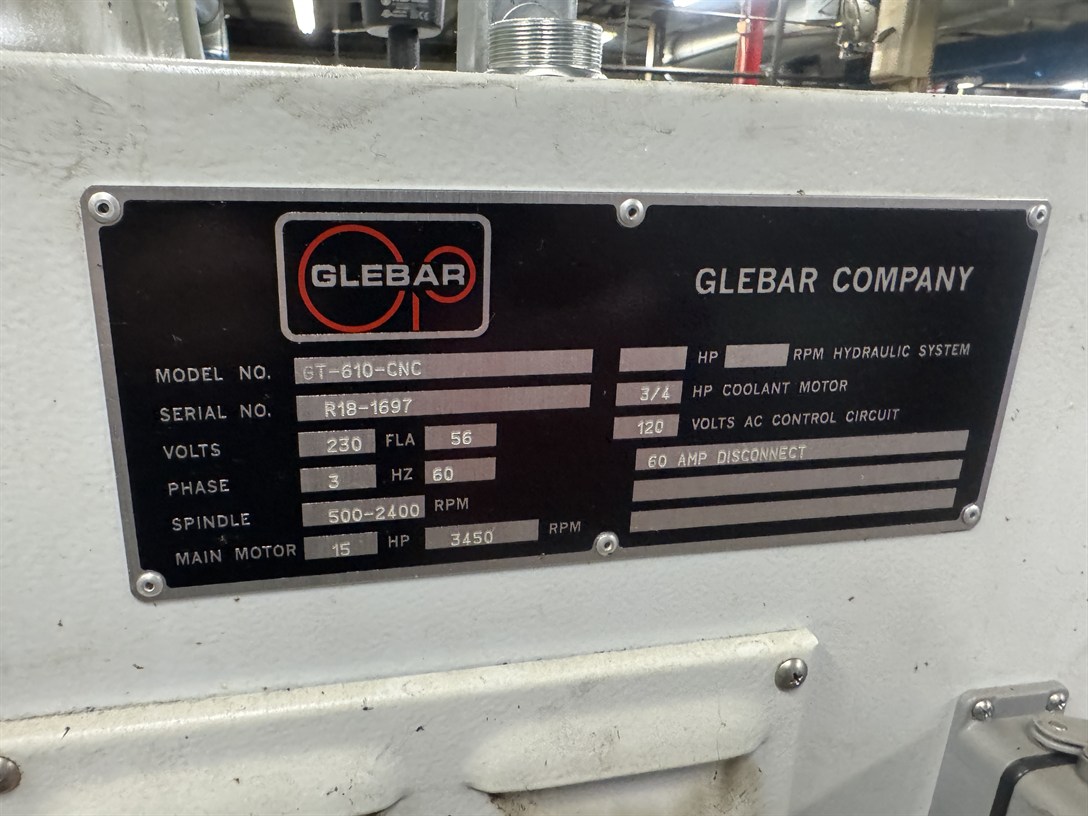 GLEBAR
GLEBAR COMPANY
MODEL NO. GT-610-CNC
SERIAL NO. R18-1697
VOLTS 230 FLA 56
PHASE 3 HZ 60
SPINDLE 500-2400 RPM
MAIN MOTOR 15 HP 3450 RPM
HP RPM HYDRAULIC SYSTEM
3/4 HP COOLANT MOTOR
120 VOLTS AC CONTROL CIRCUIT
60 AMP DISCONNECT